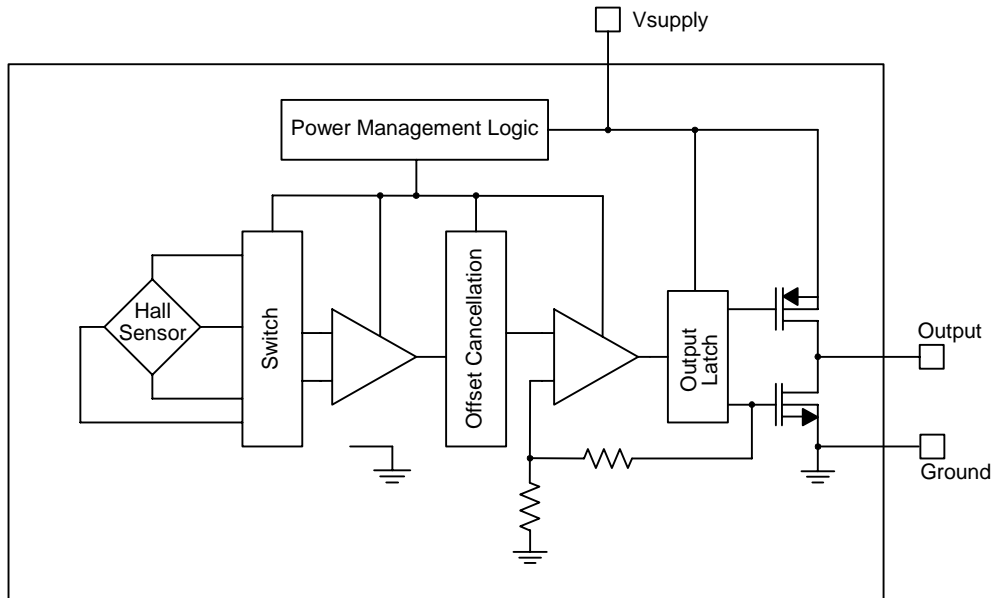 Vsupply
Power Management Logic
Hall
Sensor
Switch
Offset Cancellation
Output
Latch
Output
Ground